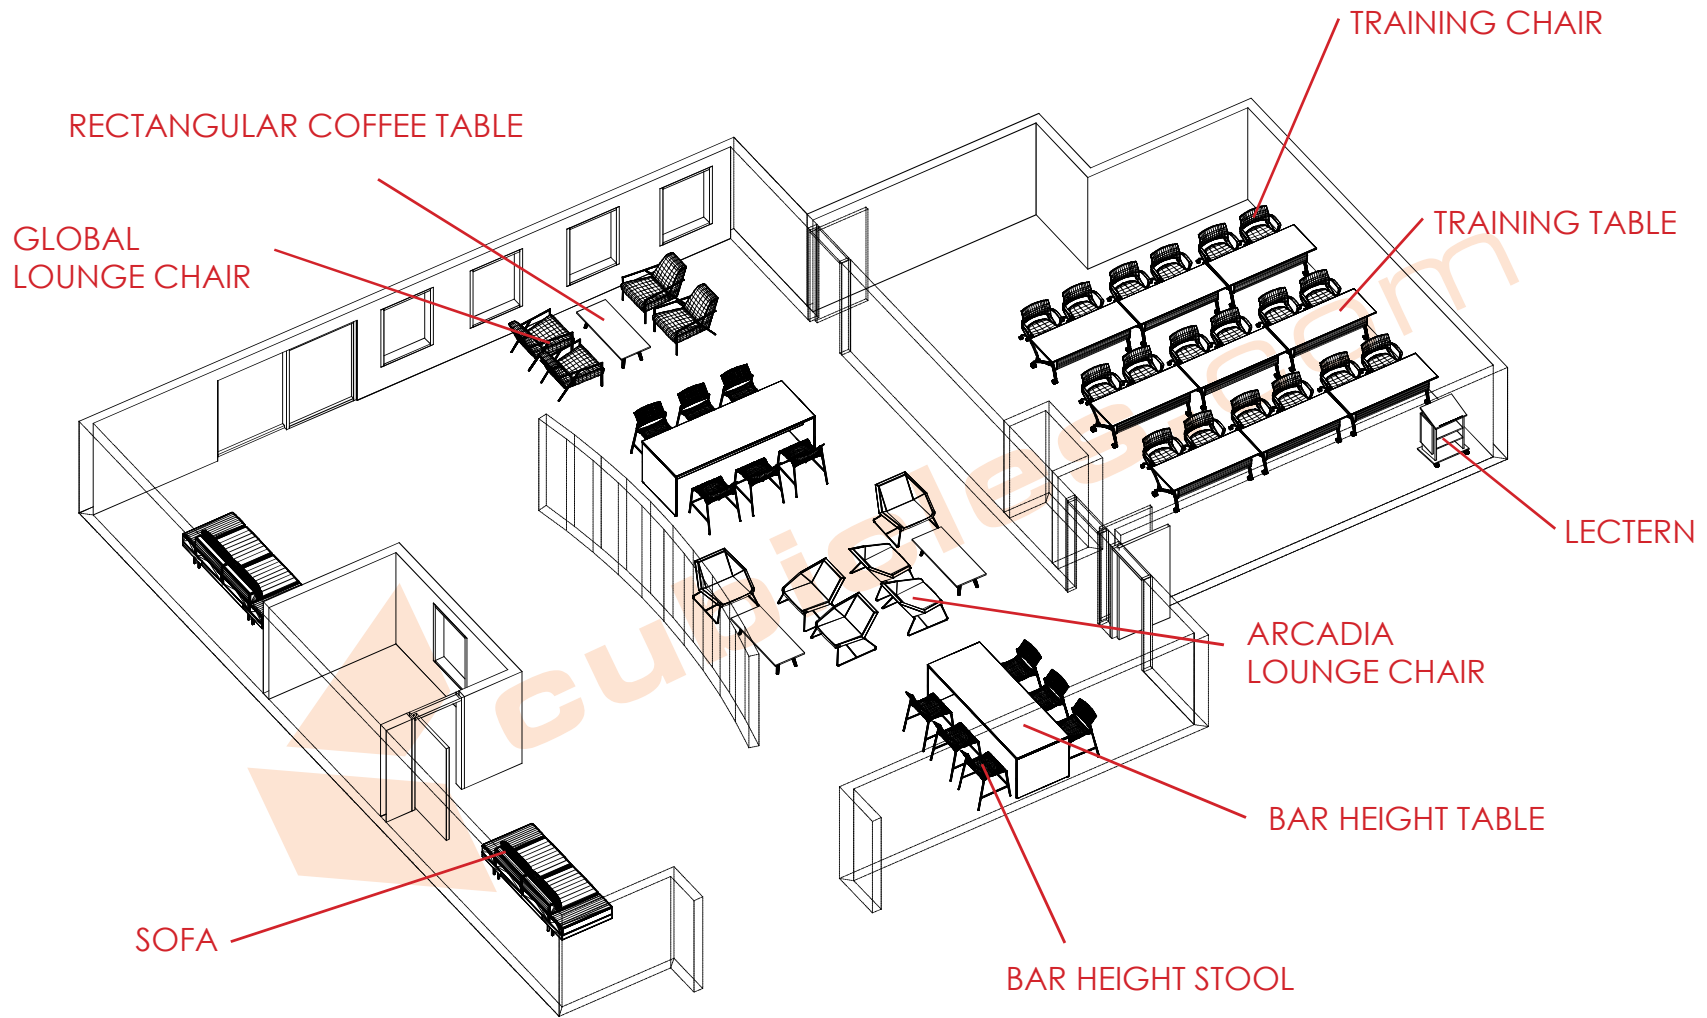 TRAINING CHAIR
RECTANGULAR COFFEE TABLE
TRAINING TABLE
GLOBAL
LOUNGE CHAIR
LECTERN
ARCADIA
LOUNGE CHAIR
BAR HEIGHT TABLE
SOFA
BAR HEIGHT STOOL
cubicles.com